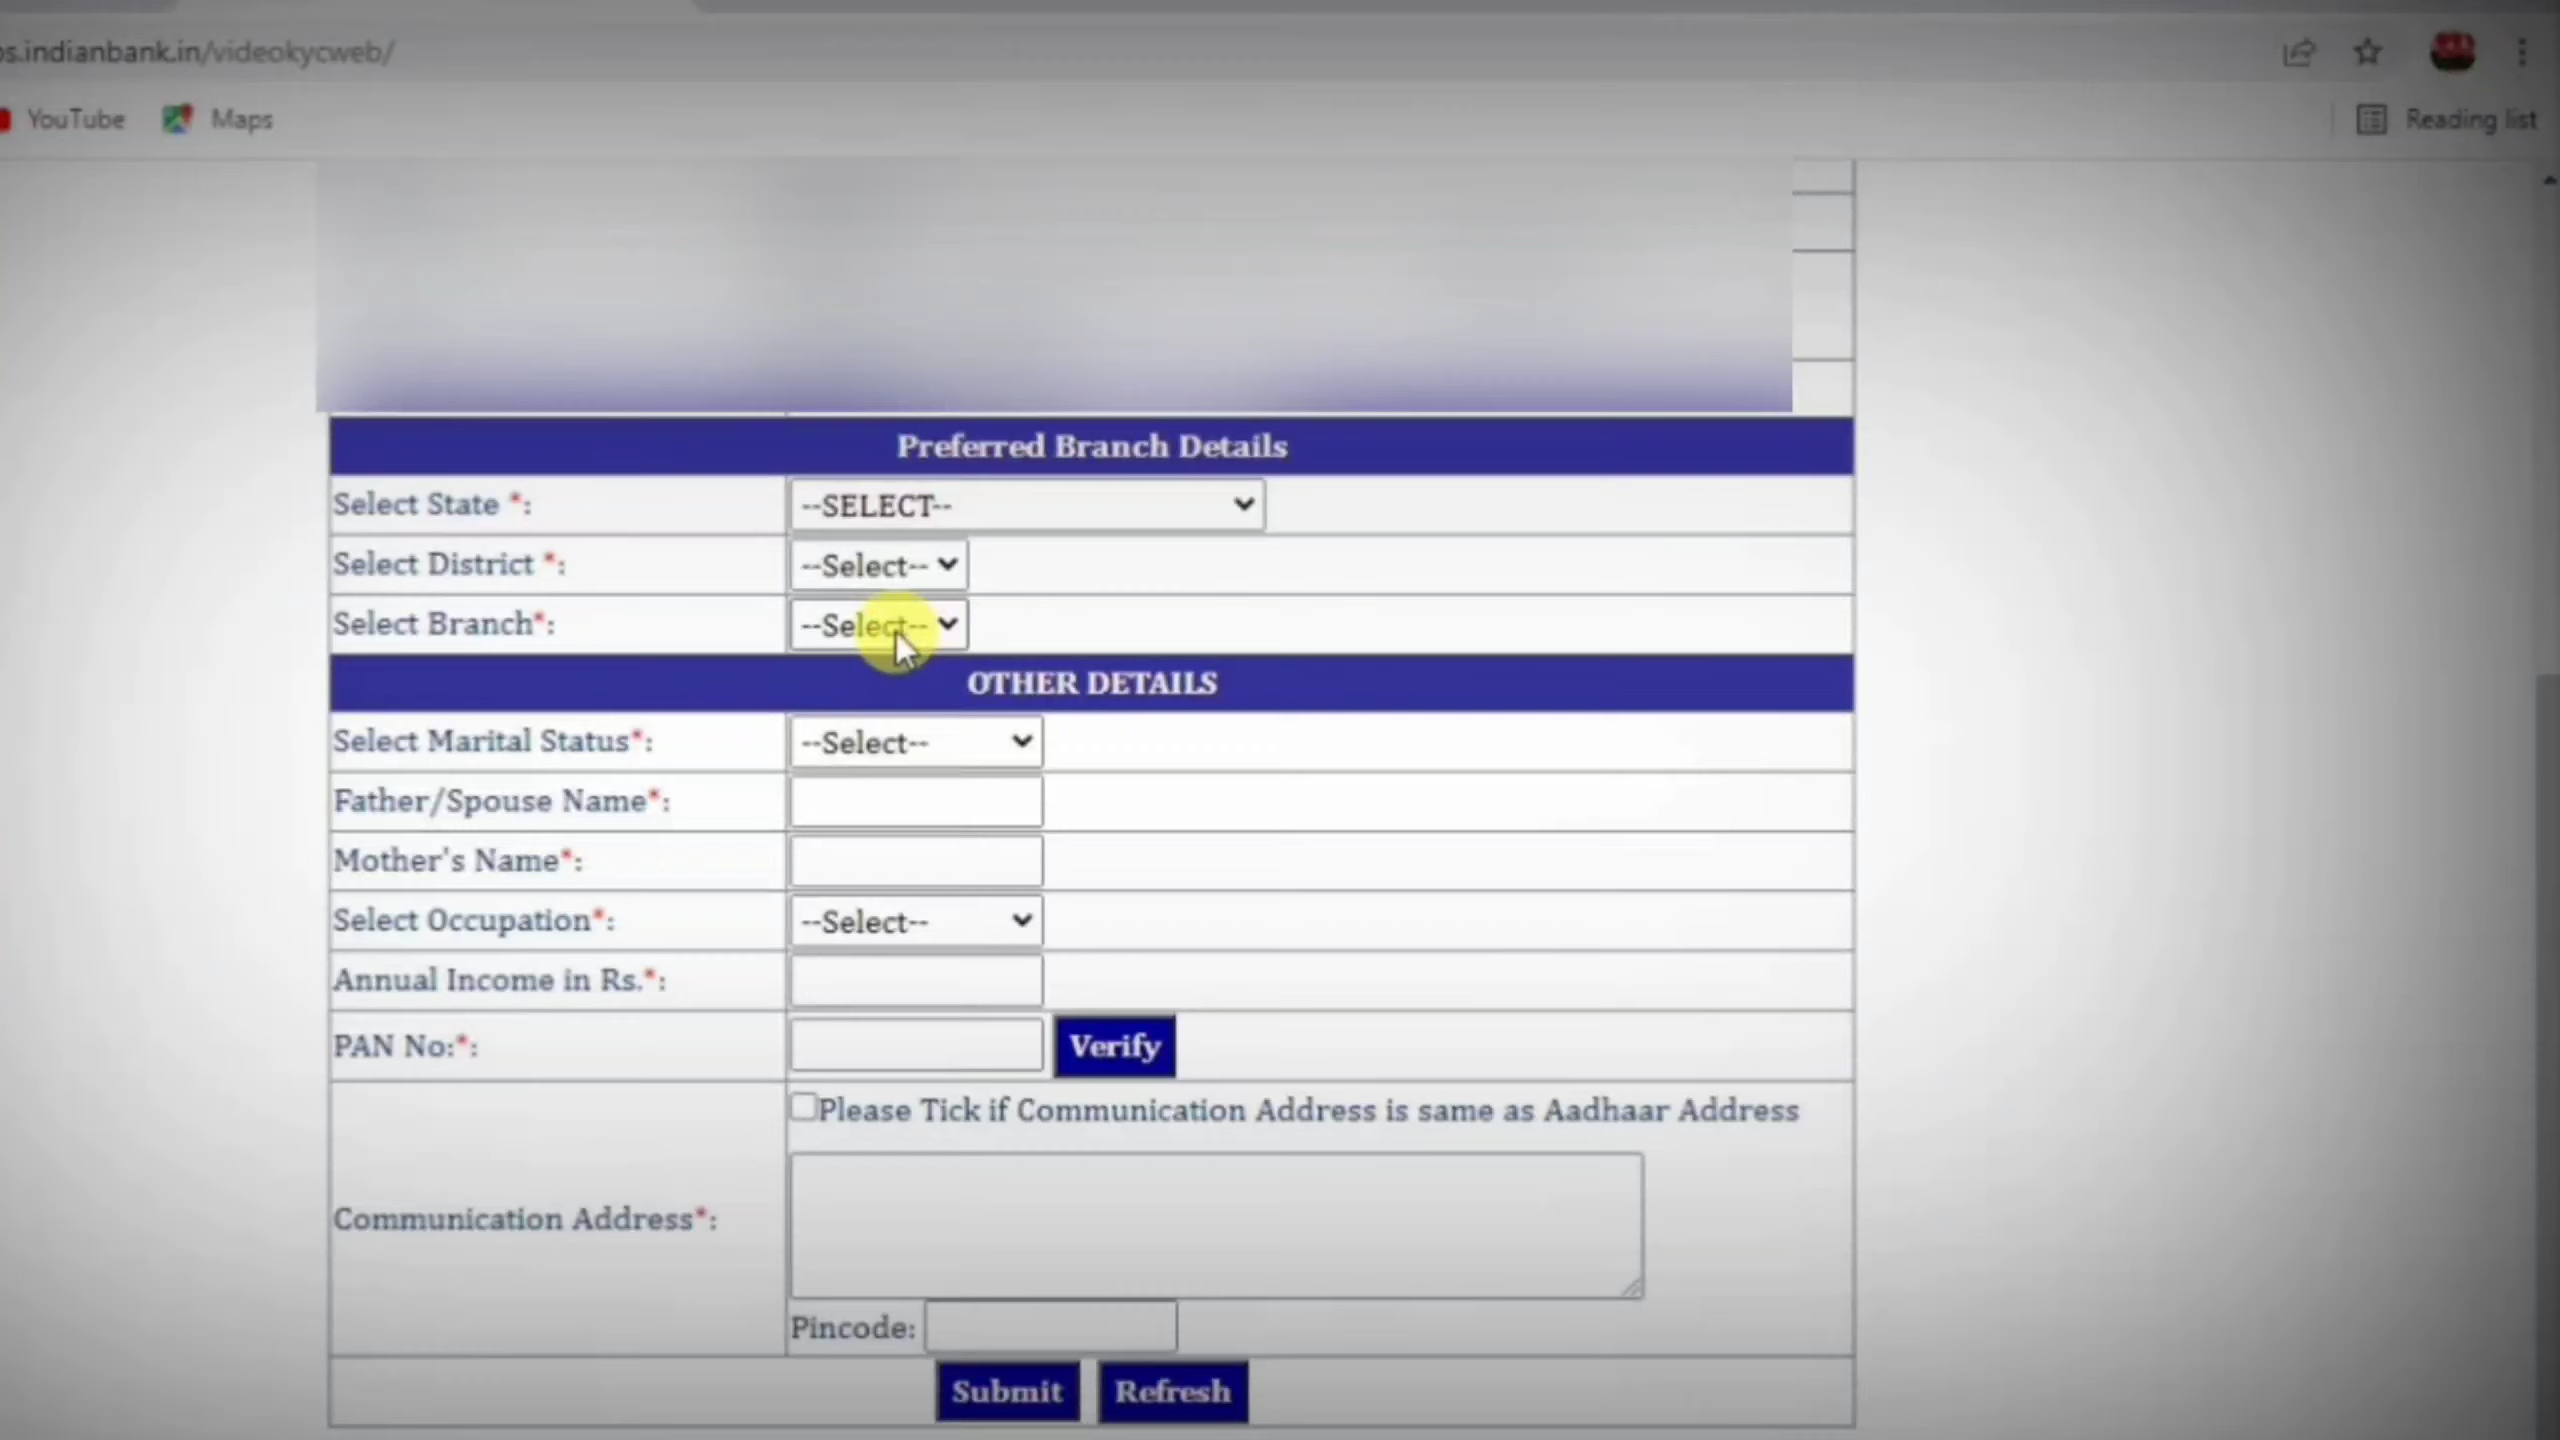 os.indianbank.in/videokycweb/
YouTube Maps Reading list
Preferred Branch Details
Select State *: --SELECT--
Select District *: --Select--
Select Branch*: --Select--
OTHER DETAILS
Select Marital Status*: --Select--
Father/Spouse Name*:
Mother's Name*:
Select Occupation*: --Select--
Annual Income in Rs.*:
PAN No:*: Verify
Please Tick if Communication Address is same as Aadhaar Address
Communication Address*:
Pincode:
Submit Refresh